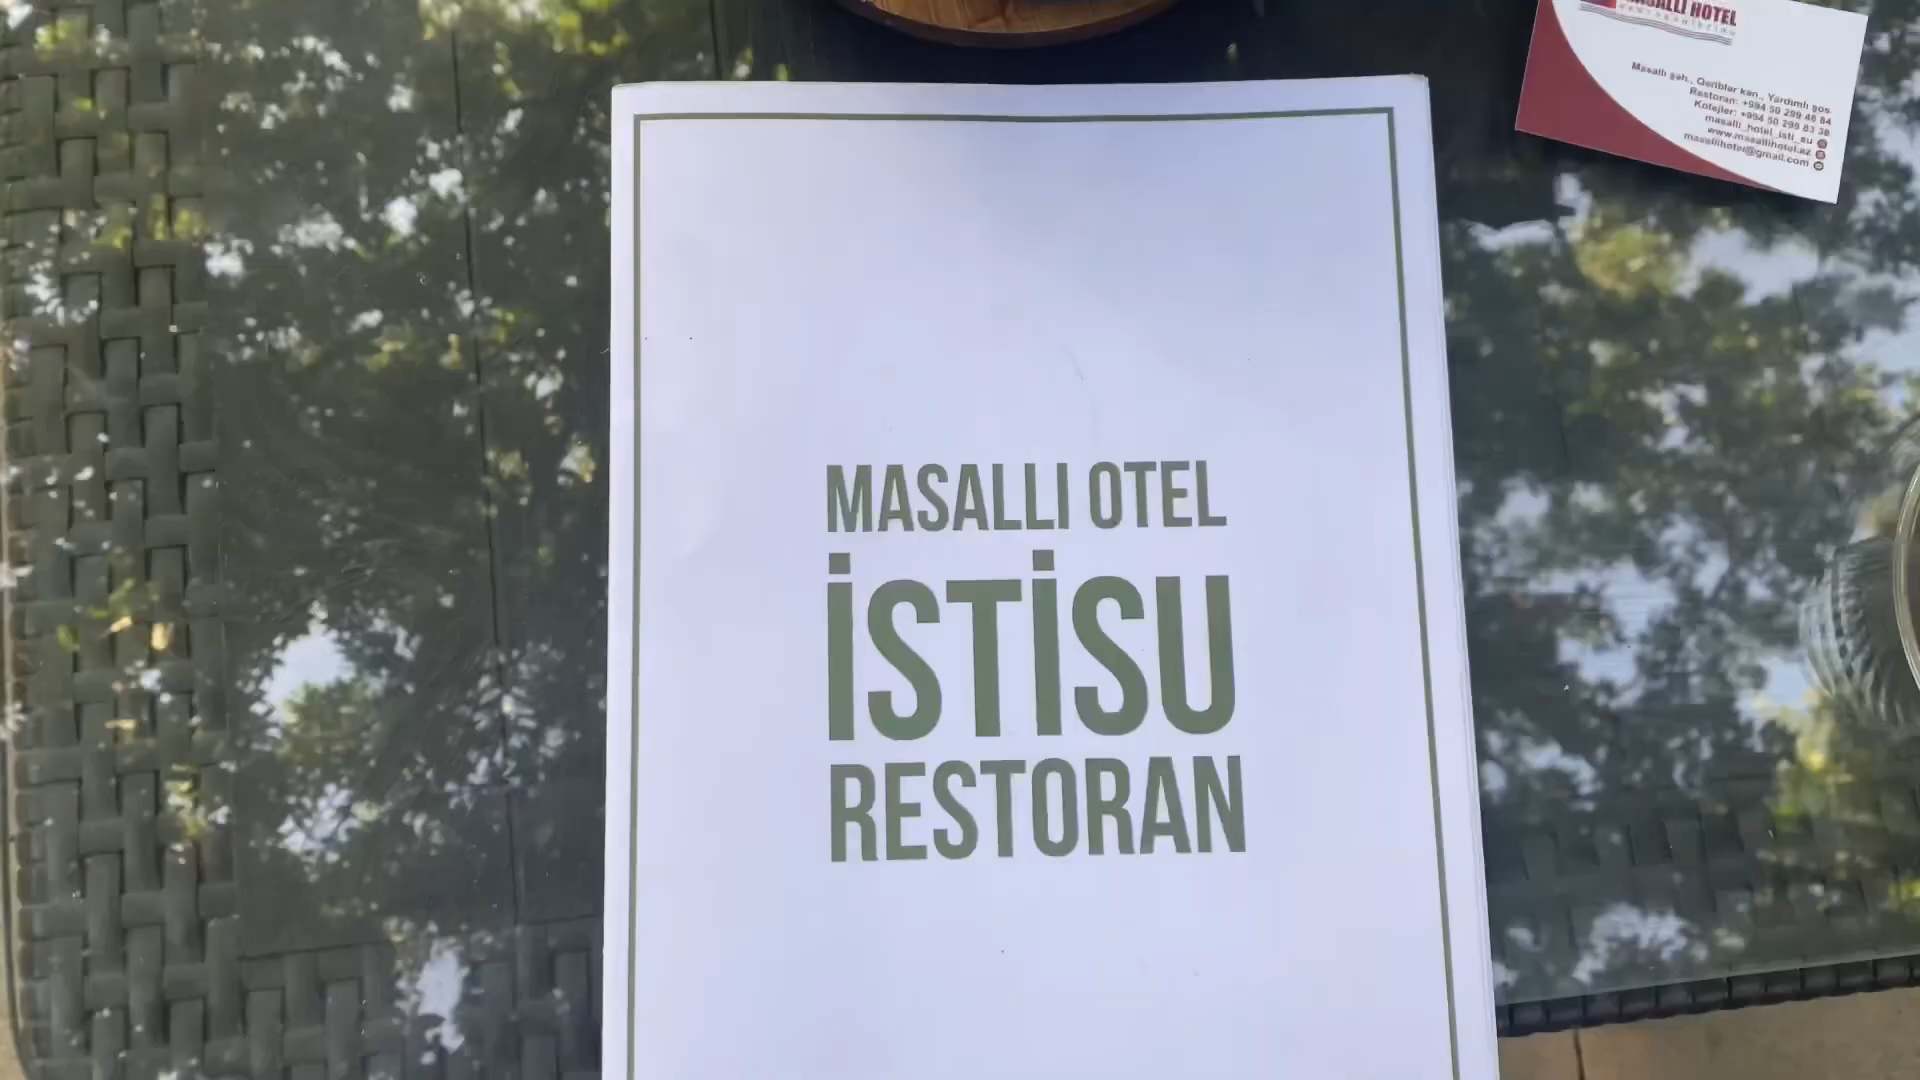 MASALLI OTEL
İSTİSU
RESTORAN
MASALLI HOTEL
Masallı şəh., Qəriblər kən., Yardımlı şos.
Restoran: +994 50 299 48 84
Kotejlər: +994 50 299 83 38
masalli_hotel_isti_su
www.masallihotel.az
masallihotel@gmail.com